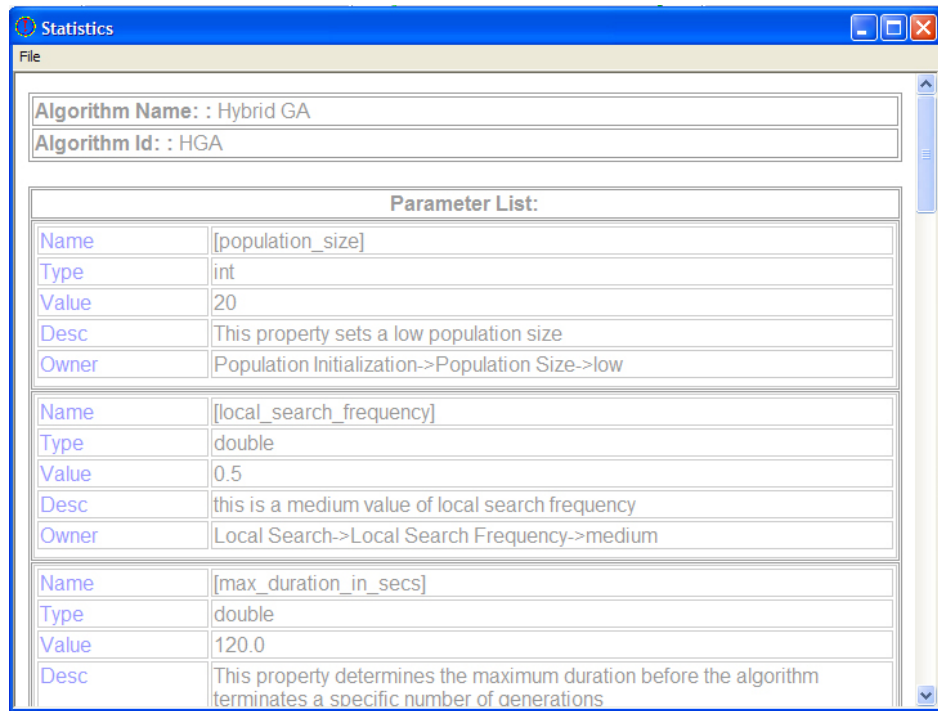 Statistics
File
Algorithm Name: : Hybrid GA
Algorithm Id: : HGA
Parameter List:
Name [population_size]
Type int
Value 20
Desc This property sets a low population size
Owner Population Initialization->Population Size->low
Name [local_search_frequency]
Type double
Value 0.5
Desc this is a medium value of local search frequency
Owner Local Search->Local Search Frequency->medium
Name [max_duration_in_secs]
Type double
Value 120.0
Desc This property determines the maximum duration before the algorithm
terminates a specific number of generations